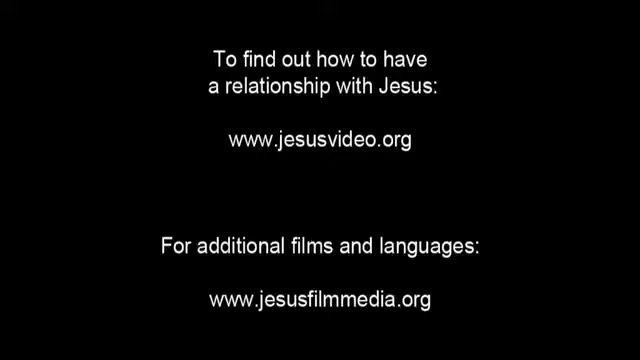 To find out how to have
a relationship with Jesus:
www.jesusvideo.org
For additional films and languages:
www.jesusfilmmedia.org